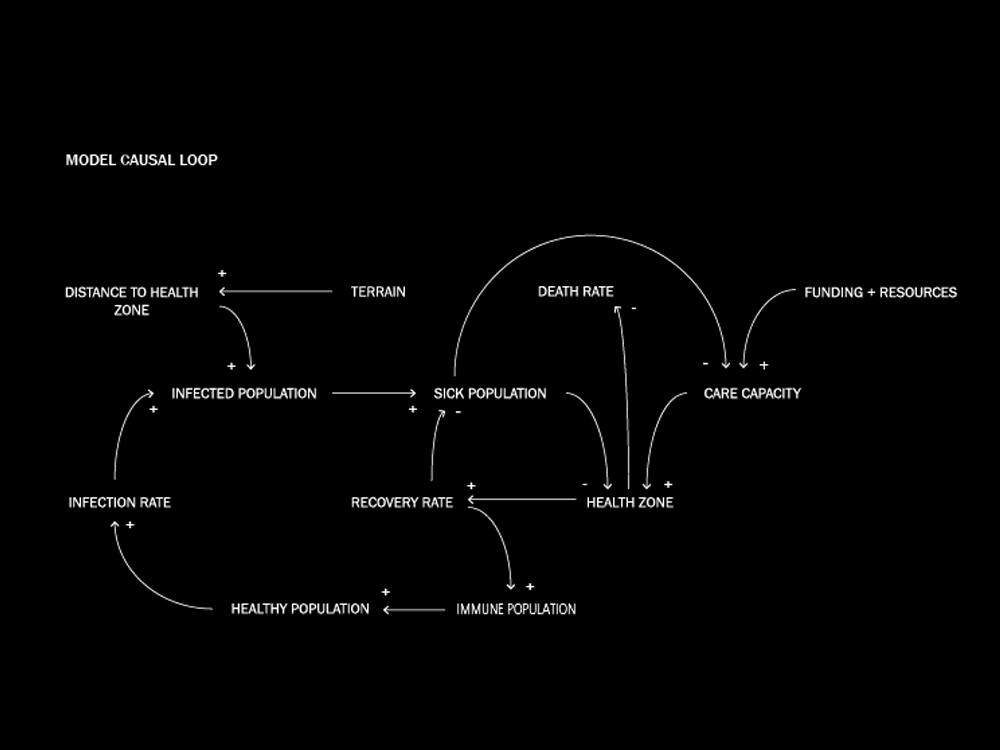 MODEL CAUSAL LOOP
+
DISTANCE TO HEALTH
ZONE
TERRAIN
DEATH RATE
-
FUNDING + RESOURCES
+
- +
INFECTED POPULATION
SICK POPULATION
CARE CAPACITY
+
+ -
+
- +
INFECTION RATE
RECOVERY RATE
HEALTH ZONE
+
+
+
HEALTHY POPULATION
IMMUNE POPULATION